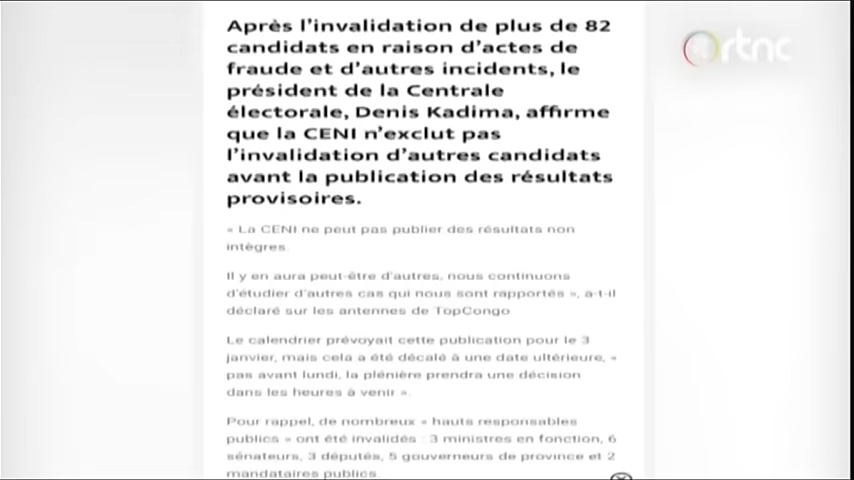 Après l'invalidation de plus de 82
candidats en raison d'actes de
fraude et d'autres incidents, le
président de la Centrale
électorale, Denis Kadima, affirme
que la CENI n'exclut pas
l'invalidation d'autres candidats
avant la publication des résultats
provisoires.
« La CENI ne peut pas publier des résultats non
intègres.
Il y en aura peut-être d'autres, nous continuons
d'étudier d'autres cas qui nous sont rapportés », a-t-il
déclaré sur les antennes de TopCongo
Le calendrier prévoyait cette publication pour le 3
janvier, mais cela a été décalé à une date ultérieure, «
pas avant lundi, la plénière prendra une décision
dans les heures à venir ».
Pour rappel, de nombreux « hauts responsables
publics » ont été invalidés : 3 ministres en fonction, 6
sénateurs, 3 députés, 5 gouverneurs de province et 2
mandataires publics.
rtnc